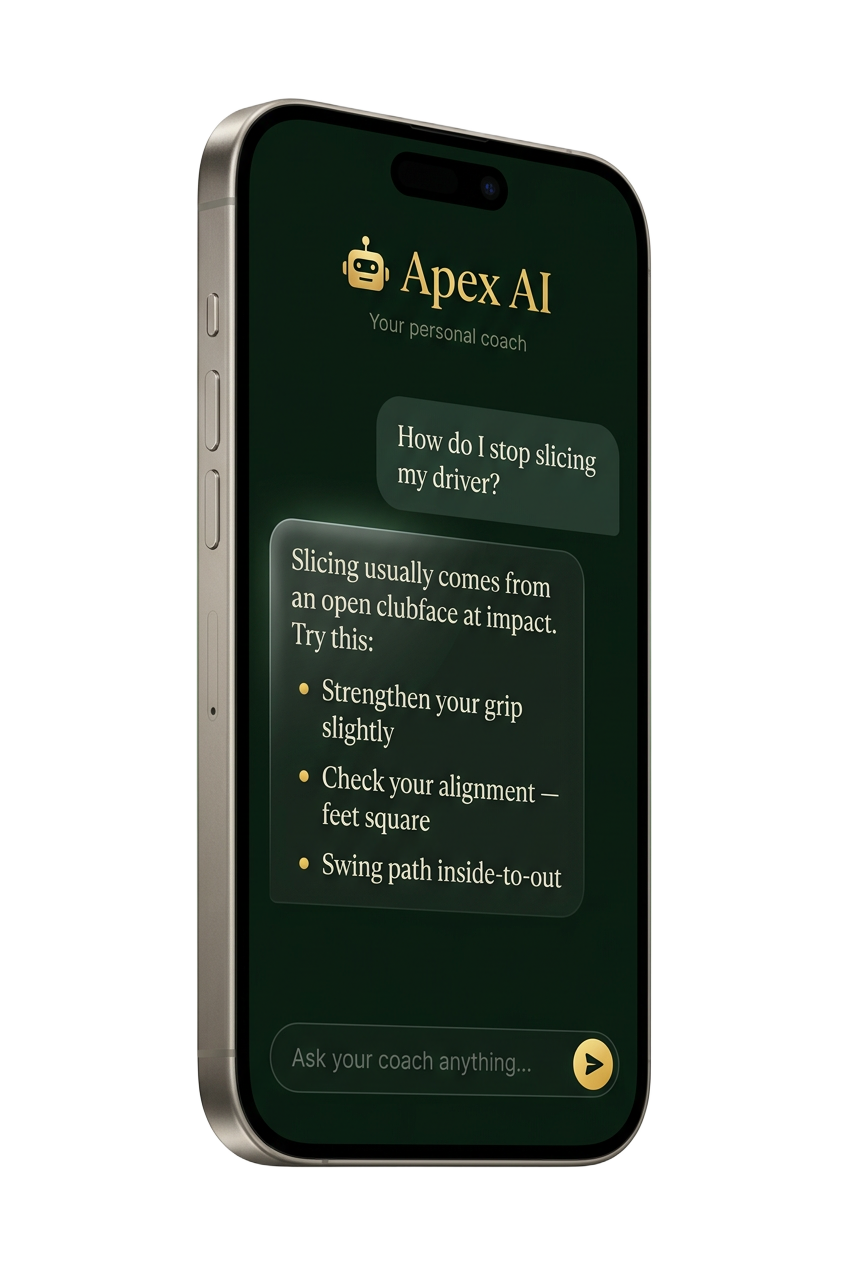 Apex AI
Your personal coach
How do I stop slicing
my driver?
Slicing usually comes from
an open clubface at impact.
Try this:
• Strengthen your grip
slightly
• Check your alignment —
feet square
• Swing path inside-to-out
Ask your coach anything...